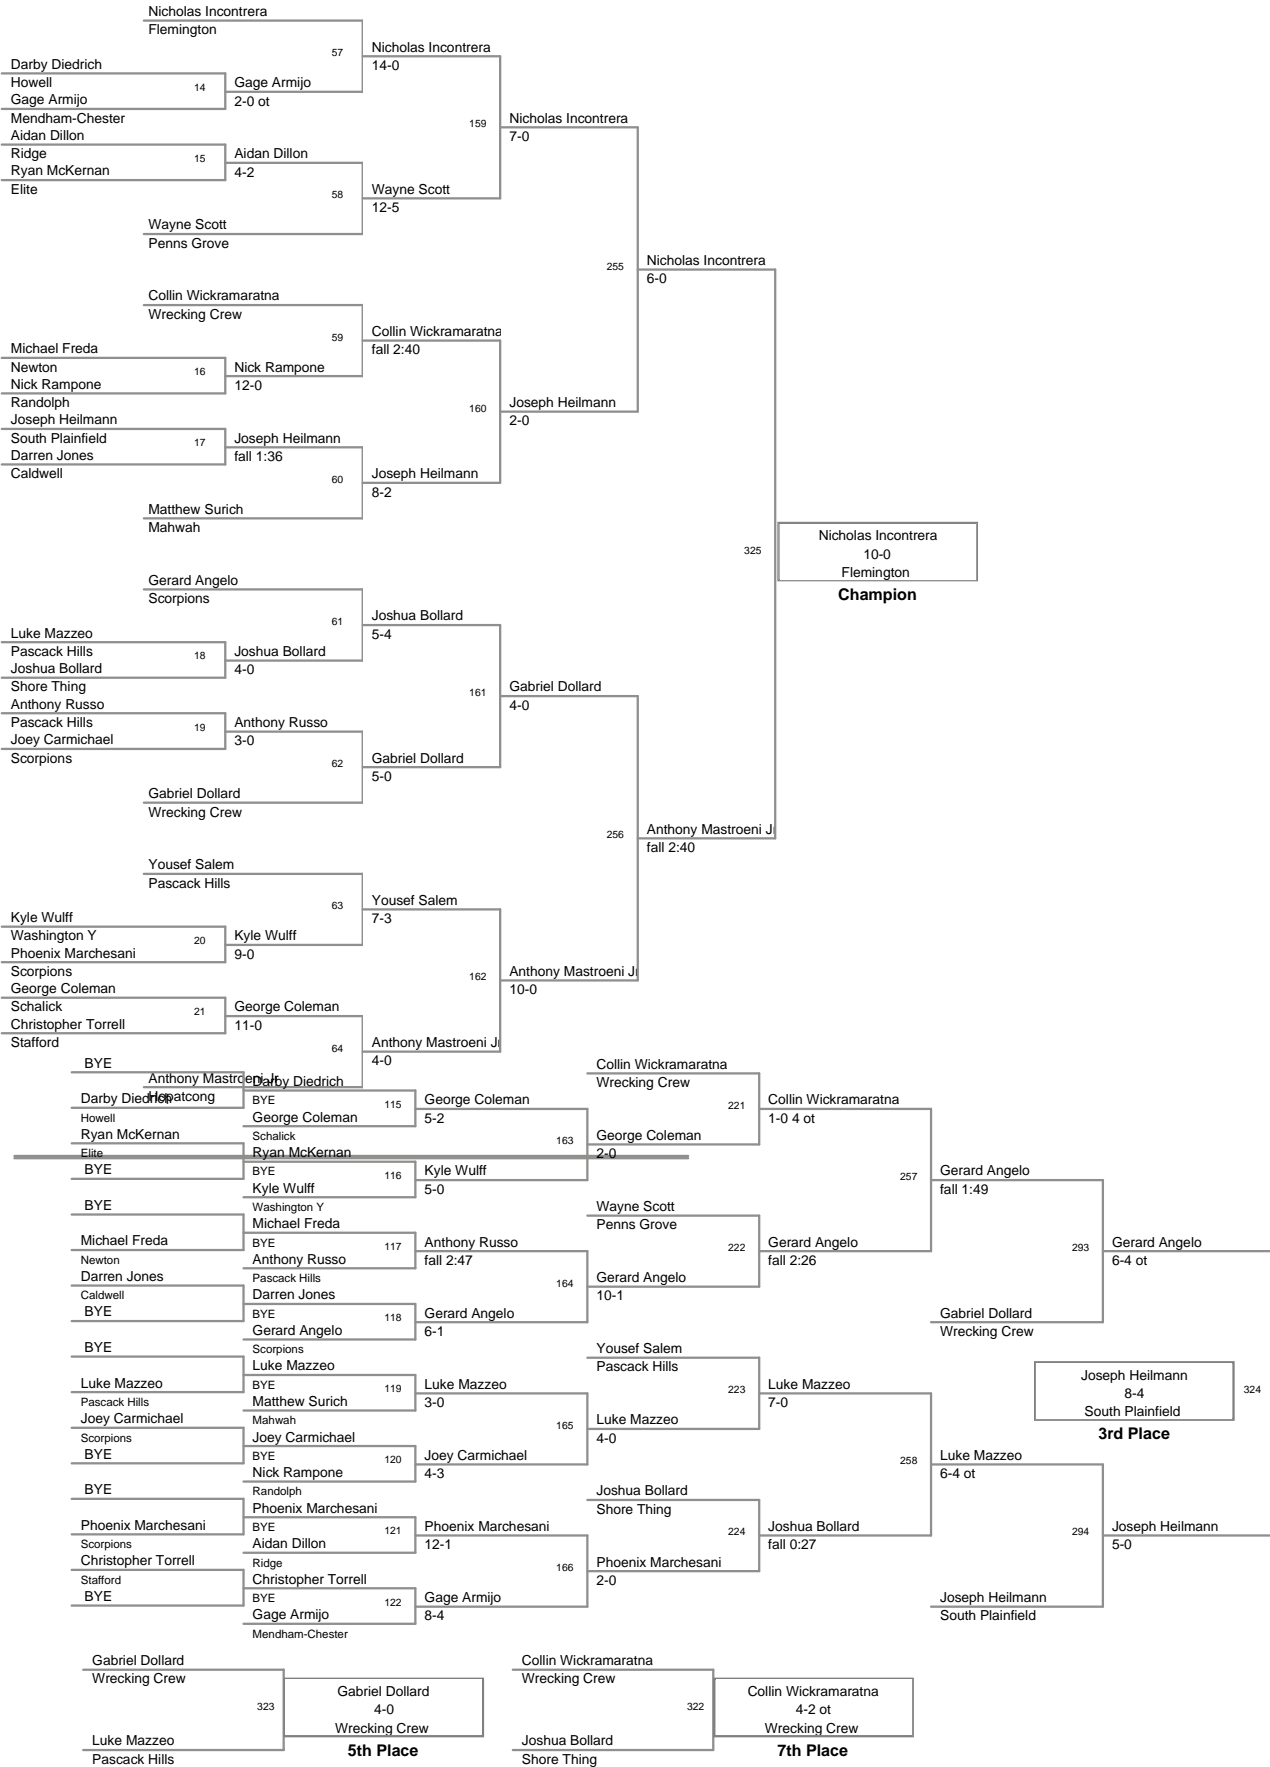 Nicholas Incontrera
Flemington
57
Nicholas Incontrera
14-0
Darby Diedrich
Howell
14
Gage Armijo
Gage Armijo
2-0 ot
Mendham-Chester
159
Nicholas Incontrera
7-0
Aidan Dillon
Ridge
15
Aidan Dillon
Ryan McKernan
4-2
Elite
58
Wayne Scott
12-5
Wayne Scott
Penns Grove
255
Nicholas Incontrera
6-0
Collin Wickramaratna
Wrecking Crew
59
Collin Wickramaratna
fall 2:40
Michael Freda
Newton
16
Nick Rampone
Nick Rampone
12-0
Randolph
160
Joseph Heilmann
2-0
Joseph Heilmann
South Plainfield
17
Joseph Heilmann
Darren Jones
fall 1:36
Caldwell
60
Joseph Heilmann
8-2
Matthew Surich
Mahwah
325
Nicholas Incontrera
10-0
Flemington
Champion
Gerard Angelo
Scorpions
61
Joshua Bollard
5-4
Luke Mazzeo
Pascack Hills
18
Joshua Bollard
Joshua Bollard
4-0
Shore Thing
161
Gabriel Dollard
4-0
Anthony Russo
Pascack Hills
19
Anthony Russo
Joey Carmichael
3-0
Scorpions
62
Gabriel Dollard
5-0
Gabriel Dollard
Wrecking Crew
256
Anthony Mastroeni J
fall 2:40
Yousef Salem
Pascack Hills
63
Yousef Salem
7-3
Kyle Wulff
Washington Y
20
Kyle Wulff
Phoenix Marchesani
9-0
Scorpions
162
Anthony Mastroeni J
10-0
George Coleman
Schalick
21
George Coleman
Christopher Torrell
11-0
Stafford
64
Anthony Mastroeni J
4-0
Anthony Mastroeni Jr
Hopatcong
BYE
Darby Diedrich
Darby Diedrich
Howell
BYE
115
George Coleman
George Coleman
5-2
Schalick
Ryan McKernan
Elite
BYE
Ryan McKernan
BYE
116
Kyle Wulff
Kyle Wulff
5-0
Washington Y
163
George Coleman
2-0
Collin Wickramaratna
Wrecking Crew
221
Collin Wickramaratna
1-0 4 ot
BYE
Michael Freda
Newton
Michael Freda
BYE
117
Anthony Russo
Anthony Russo
fall 2:47
Pascack Hills
Darren Jones
Caldwell
BYE
Darren Jones
BYE
118
Gerard Angelo
Gerard Angelo
6-1
Scorpions
164
Gerard Angelo
10-1
Wayne Scott
Penns Grove
222
Gerard Angelo
fall 2:26
257
Gerard Angelo
fall 1:49
293
Gerard Angelo
6-4 ot
Gabriel Dollard
Wrecking Crew
BYE
Luke Mazzeo
Pascack Hills
Luke Mazzeo
BYE
119
Luke Mazzeo
Matthew Surich
3-0
Mahwah
Joey Carmichael
Scorpions
BYE
Joey Carmichael
BYE
120
Joey Carmichael
Nick Rampone
4-3
Randolph
165
Luke Mazzeo
4-0
Yousef Salem
Pascack Hills
223
Luke Mazzeo
7-0
Joseph Heilmann
8-4
South Plainfield
324
3rd Place
BYE
Phoenix Marchesani
Scorpions
Phoenix Marchesani
BYE
121
Phoenix Marchesani
Aidan Dillon
12-1
Ridge
Christopher Torrell
Stafford
BYE
Christopher Torrell
BYE
122
Gage Armijo
Gage Armijo
8-4
Mendham-Chester
166
Phoenix Marchesani
2-0
Joshua Bollard
Shore Thing
224
Joshua Bollard
fall 0:27
258
Luke Mazzeo
6-4 ot
294
Joseph Heilmann
5-0
Joseph Heilmann
South Plainfield
Gabriel Dollard
Wrecking Crew
323
Luke Mazzeo
Pascack Hills
Gabriel Dollard
4-0
Wrecking Crew
5th Place
Collin Wickramaratna
Wrecking Crew
322
Joshua Bollard
Shore Thing
Collin Wickramaratna
4-2 ot
Wrecking Crew
7th Place